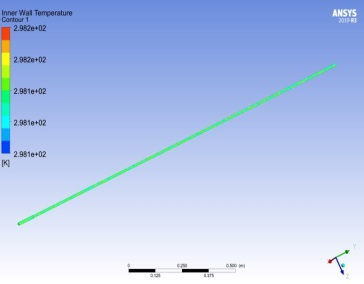 Inner Wall Temperature
Contour 1
ANSYS
2019 R3
2.982e+02
2.982e+02
2.981e+02
2.981e+02
2.981e+02
[K]
0 0.250 0.500 (m)
0.125 0.375
Y
Z